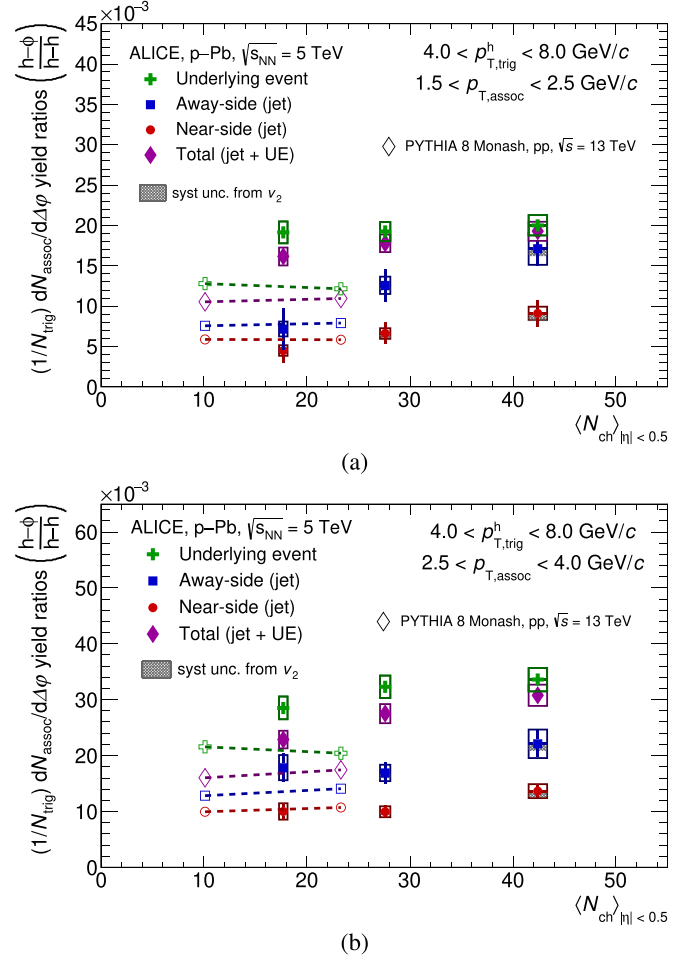 ×10⁻³
(1/N_trig) dN_assoc/dΔφ yield ratios (h−ϕ / h−h)
45
40
35
30
25
20
15
10
5
0
ALICE, p–Pb, √s_NN = 5 TeV
Underlying event
Away-side (jet)
Near-side (jet)
Total (jet + UE)
syst unc. from v₂
4.0 < p^h_T,trig < 8.0 GeV/c
1.5 < p_T,assoc < 2.5 GeV/c
PYTHIA 8 Monash, pp, √s = 13 TeV
0 10 20 30 40 50
⟨N_ch⟩_|η| < 0.5
(a)
×10⁻³
(1/N_trig) dN_assoc/dΔφ yield ratios (h−ϕ / h−h)
60
50
40
30
20
10
0
ALICE, p–Pb, √s_NN = 5 TeV
Underlying event
Away-side (jet)
Near-side (jet)
Total (jet + UE)
syst unc. from v₂
4.0 < p^h_T,trig < 8.0 GeV/c
2.5 < p_T,assoc < 4.0 GeV/c
PYTHIA 8 Monash, pp, √s = 13 TeV
0 10 20 30 40 50
⟨N_ch⟩_|η| < 0.5
(b)